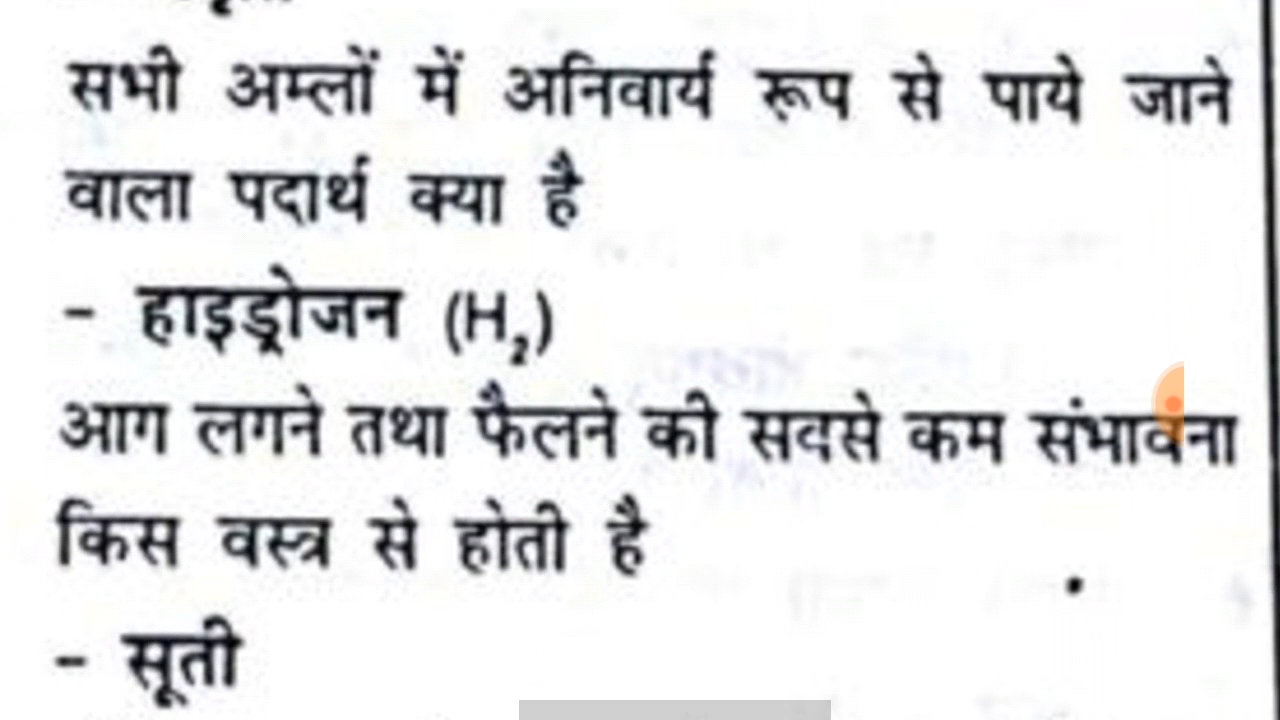 सभी अम्लों में अनिवार्य रूप से पाये जाने
वाला पदार्थ क्या है
- हाइड्रोजन (H₂)
आग लगने तथा फैलने की सबसे कम संभावना
किस वस्त्र से होती है
- सूती